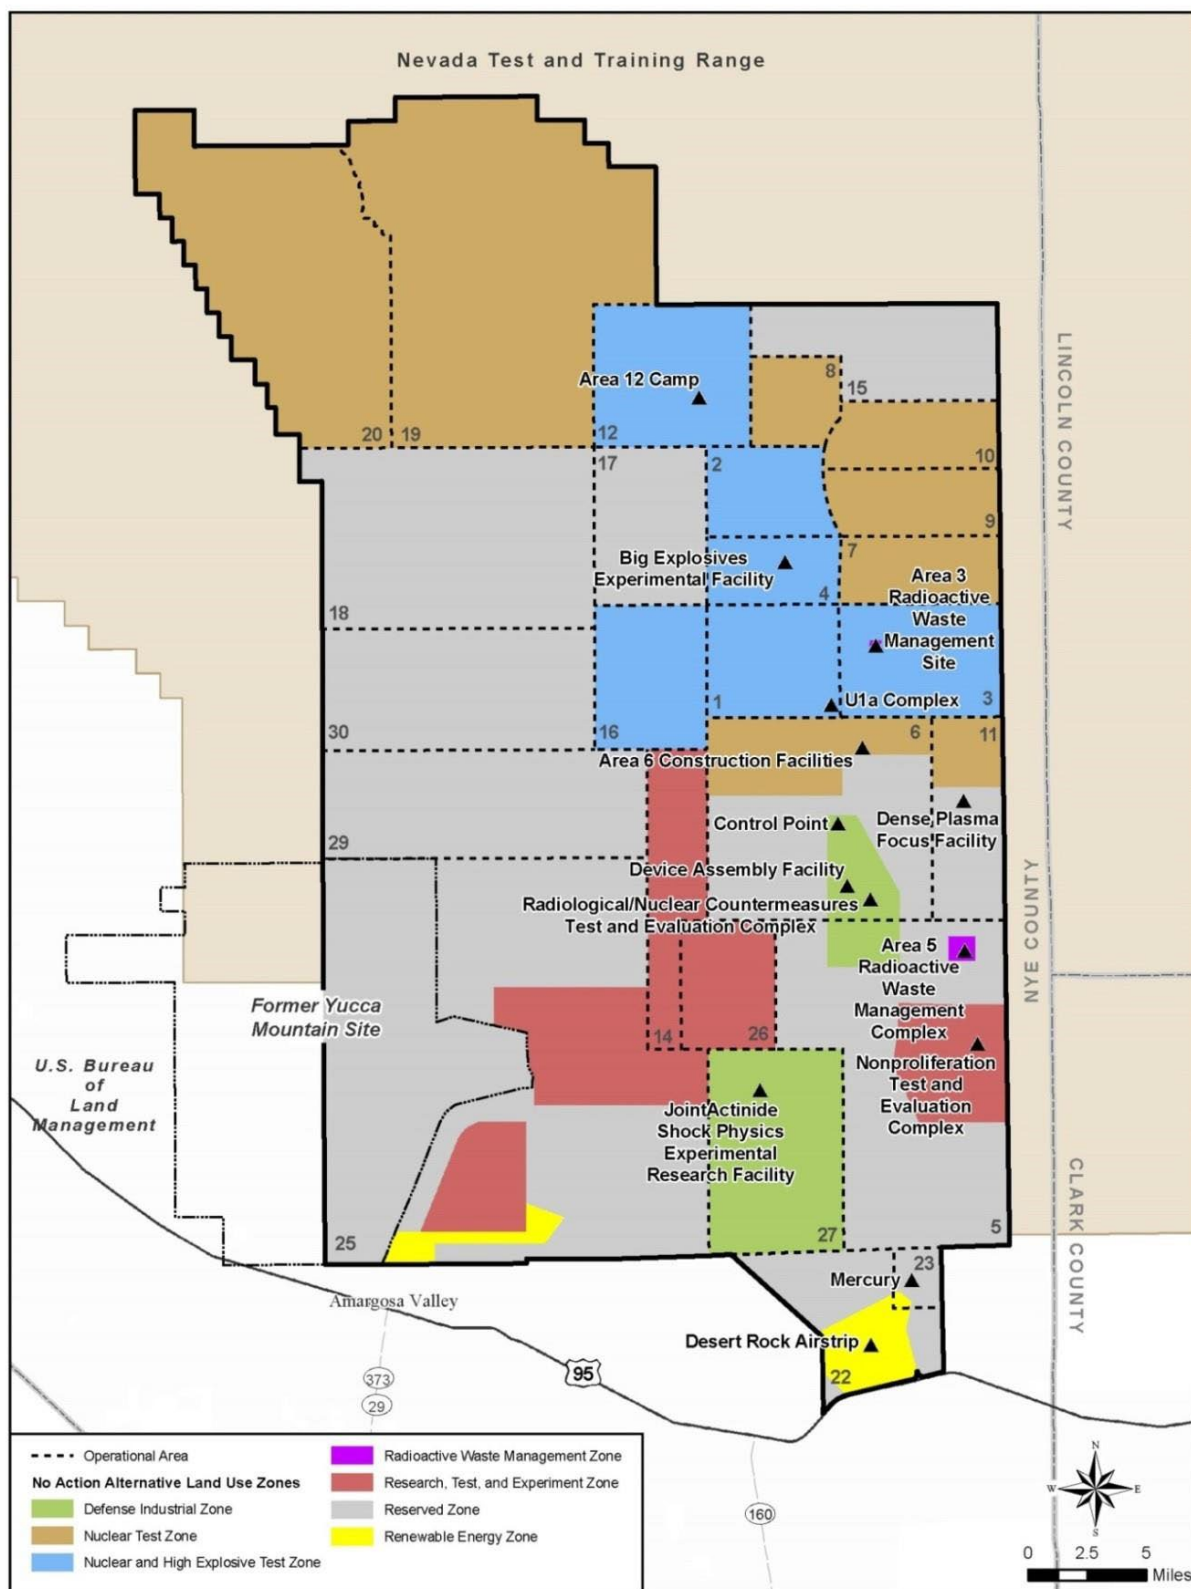 Nevada Test and Training Range
LINCOLN COUNTY
NYE COUNTY
CLARK COUNTY
Area 12 Camp
8
15
20
19
12
10
17
2
9
Big Explosives
Experimental Facility
7
4
Area 3
Radioactive
Waste
Management
Site
18
U1a Complex
1
3
30
16
6
11
Area 6 Construction Facilities
Control Point
Dense Plasma
Focus Facility
29
Device Assembly Facility
Radiological/Nuclear Countermeasures
Test and Evaluation Complex
Area 5
Radioactive
Waste
Management
Complex
Former Yucca
Mountain Site
14
26
U.S. Bureau
of
Land
Management
Nonproliferation
Test and
Evaluation
Complex
JointActinide
Shock Physics
Experimental
Research Facility
25
27
5
23
Mercury
Amargosa Valley
Desert Rock Airstrip
22
95
373
29
160
Operational Area
No Action Alternative Land Use Zones
Defense Industrial Zone
Nuclear Test Zone
Nuclear and High Explosive Test Zone
Radioactive Waste Management Zone
Research, Test, and Experiment Zone
Reserved Zone
Renewable Energy Zone
N
W E
S
0 2.5 5
Miles